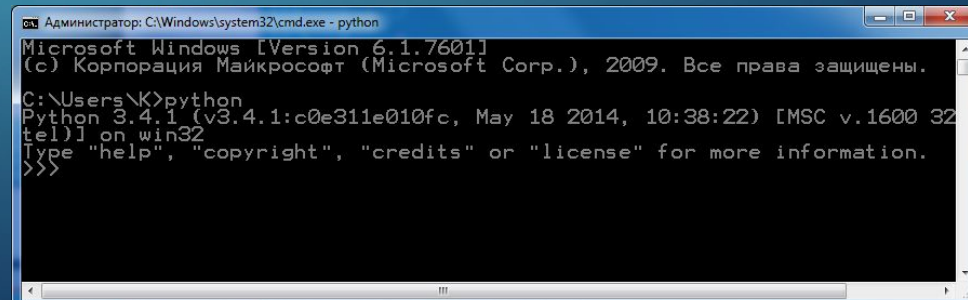 Администратор: C:\Windows\system32\cmd.exe - python
Microsoft Windows [Version 6.1.7601]
(c) Корпорация Майкрософт (Microsoft Corp.), 2009. Все права защищены.
C:\Users\K>python
Python 3.4.1 (v3.4.1:c0e311e010fc, May 18 2014, 10:38:22) [MSC v.1600 32
tel)] on win32
Type "help", "copyright", "credits" or "license" for more information.
>>>